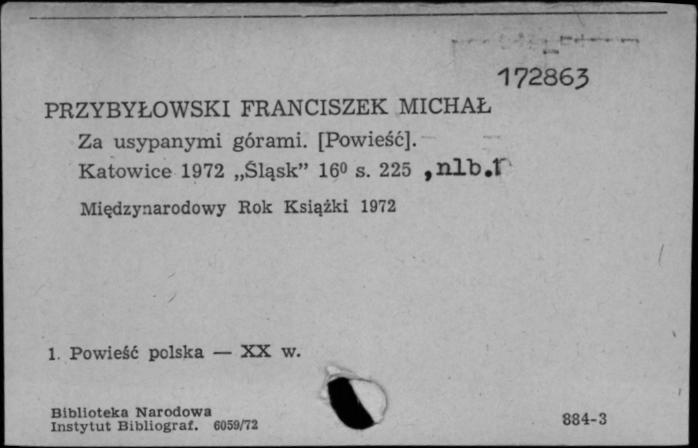 172863
PRZYBYŁOWSKI FRANCISZEK MICHAŁ
Za usypanymi górami. [Powieść].
Katowice 1972 „Śląsk” 16⁰ s. 225 ,nlb.1
Międzynarodowy Rok Książki 1972
1. Powieść polska — XX w.
Biblioteka Narodowa
Instytut Bibliograf. 6059/72
884-3